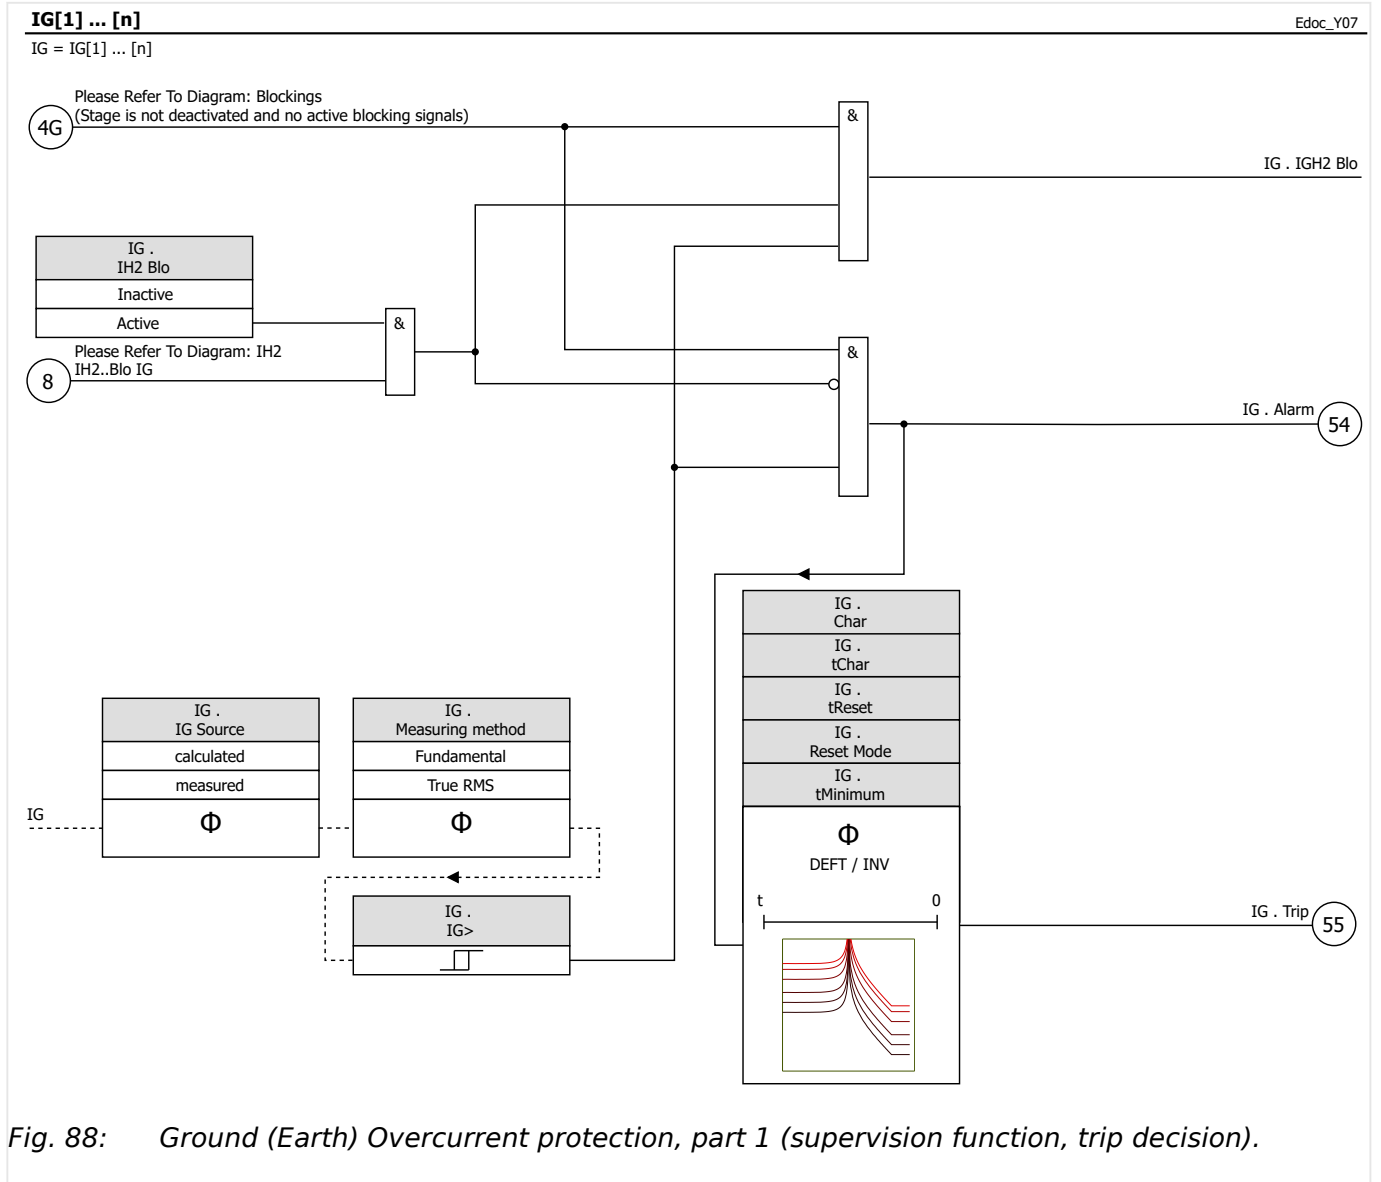 IG[1] ... [n]
Edoc_Y07
IG = IG[1] ... [n]
Please Refer To Diagram: Blockings
(Stage is not deactivated and no active blocking signals)
4G
&
IG . IGH2 Blo
IG .
IH2 Blo
Inactive
Active
&
Please Refer To Diagram: IH2
IH2..Blo IG
8
&
IG . Alarm
54
IG .
Char
IG .
tChar
IG .
tReset
IG .
Reset Mode
IG .
tMinimum
Φ
DEFT / INV
t 0
IG . Trip
55
IG .
IG Source
calculated
measured
Φ
IG .
Measuring method
Fundamental
True RMS
Φ
IG
IG .
IG>
Fig. 88: Ground (Earth) Overcurrent protection, part 1 (supervision function, trip decision).